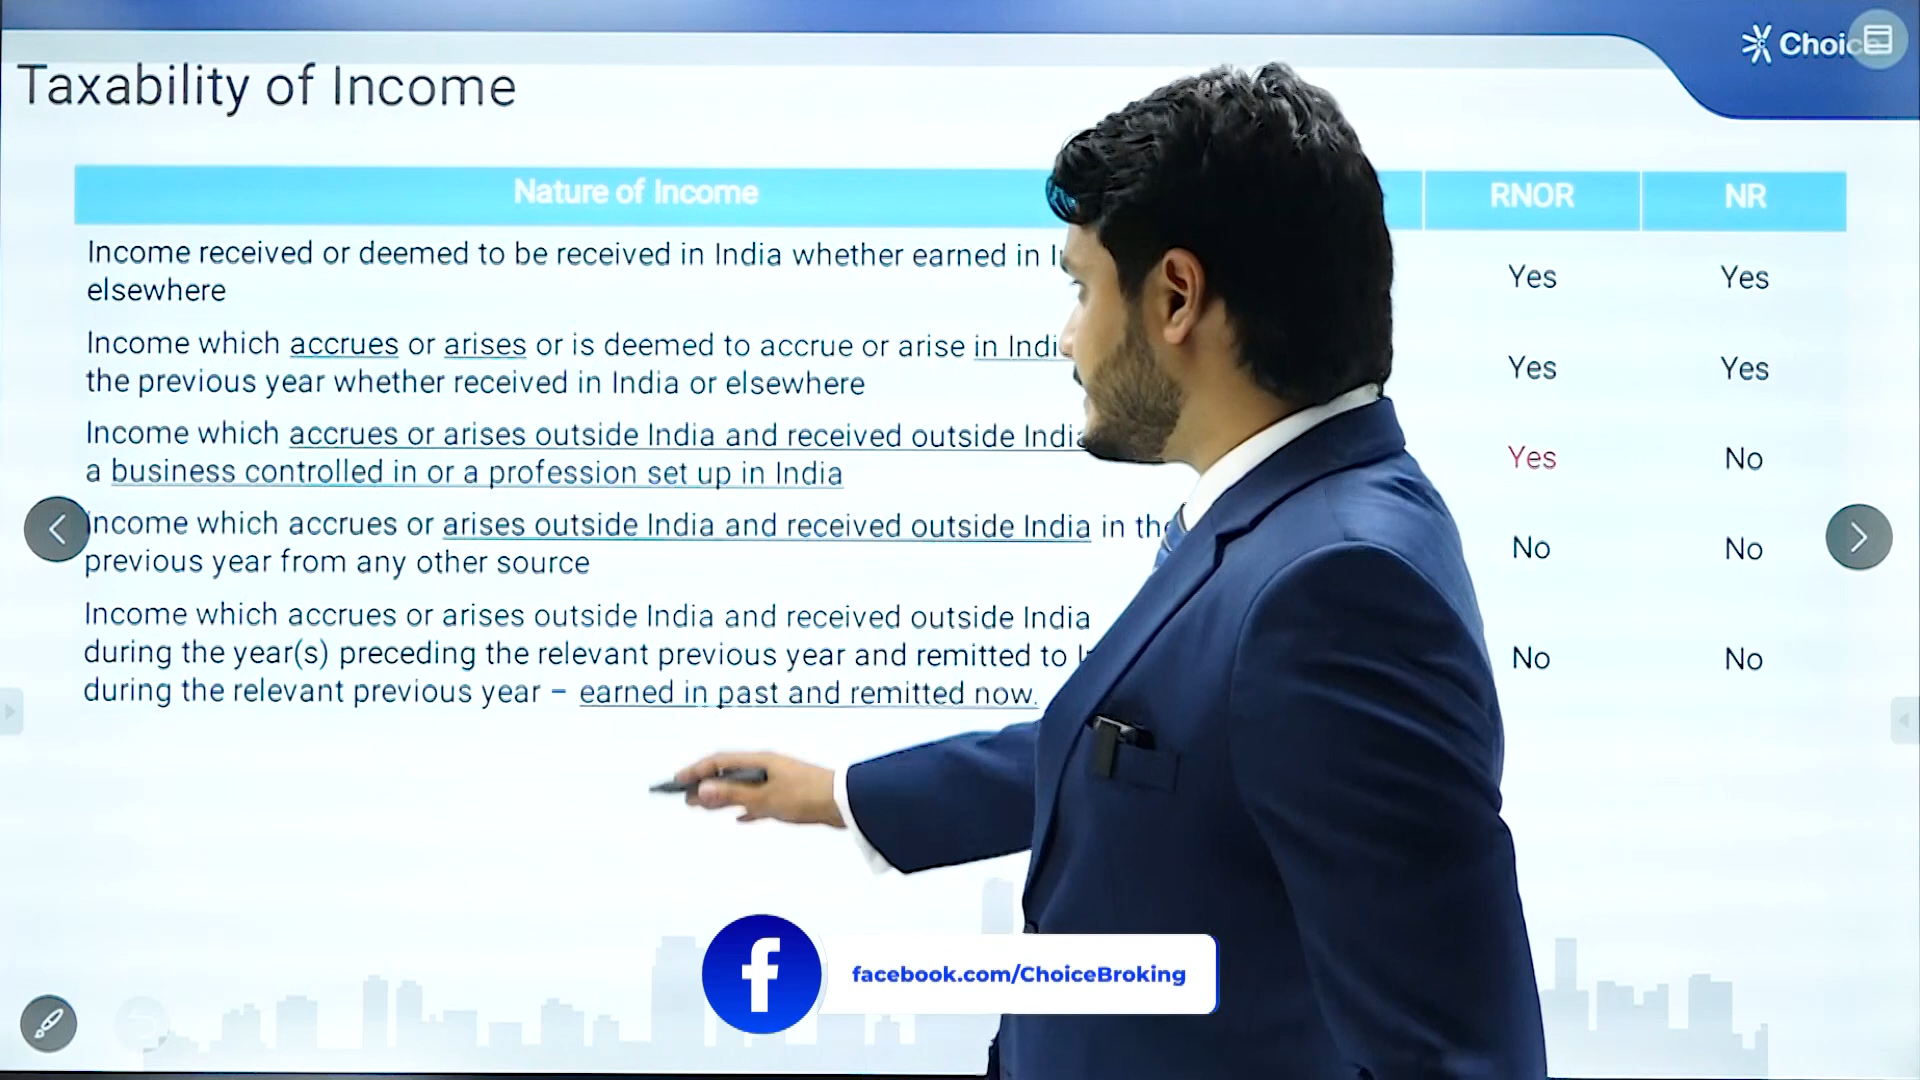 Choice
Taxability of Income
Nature of Income RNOR NR
Income received or deemed to be received in India whether earned in
elsewhere Yes Yes
Income which accrues or arises or is deemed to accrue or arise in
the previous year whether received in India or elsewhere Yes Yes
Income which accrues or arises outside India and received outside India
a business controlled in or a profession set up in India Yes No
Income which accrues or arises outside India and received outside India in the
previous year from any other source No No
Income which accrues or arises outside India and received outside India
during the year(s) preceding the relevant previous year and remitted to
during the relevant previous year – earned in past and remitted now. No No
facebook.com/ChoiceBroking